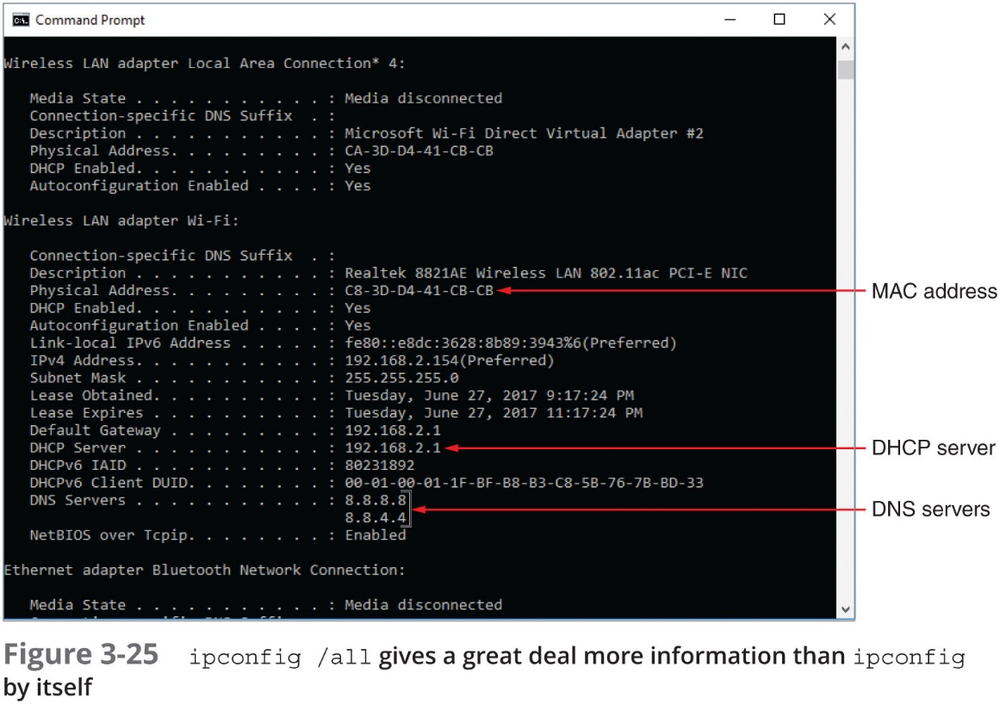 Command Prompt
Wireless LAN adapter Local Area Connection* 4:
Media State . . . . . . . . . . . : Media disconnected
Connection-specific DNS Suffix . :
Description . . . . . . . . . . . : Microsoft Wi-Fi Direct Virtual Adapter #2
Physical Address. . . . . . . . . : CA-3D-D4-41-CB-CB
DHCP Enabled. . . . . . . . . . . : Yes
Autoconfiguration Enabled . . . . : Yes
Wireless LAN adapter Wi-Fi:
Connection-specific DNS Suffix . :
Description . . . . . . . . . . . : Realtek 8821AE Wireless LAN 802.11ac PCI-E NIC
Physical Address. . . . . . . . . : C8-3D-D4-41-CB-CB
MAC address
DHCP Enabled. . . . . . . . . . . : Yes
Autoconfiguration Enabled . . . . : Yes
Link-local IPv6 Address . . . . . : fe80::e8dc:3628:8b89:3943%6(Preferred)
IPv4 Address. . . . . . . . . . . : 192.168.2.154(Preferred)
Subnet Mask . . . . . . . . . . . : 255.255.255.0
Lease Obtained. . . . . . . . . . : Tuesday, June 27, 2017 9:17:24 PM
Lease Expires . . . . . . . . . . : Tuesday, June 27, 2017 11:17:24 PM
Default Gateway . . . . . . . . . : 192.168.2.1
DHCP Server . . . . . . . . . . . : 192.168.2.1
DHCP server
DHCPv6 IAID . . . . . . . . . . . : 80231892
DHCPv6 Client DUID. . . . . . . . : 00-01-00-01-1F-BF-B8-B3-C8-5B-76-7B-BD-33
DNS Servers . . . . . . . . . . . : 8.8.8.8
8.8.4.4
DNS servers
NetBIOS over Tcpip. . . . . . . . : Enabled
Ethernet adapter Bluetooth Network Connection:
Media State . . . . . . . . . . . : Media disconnected
Figure 3-25 ipconfig /all gives a great deal more information than ipconfig
by itself